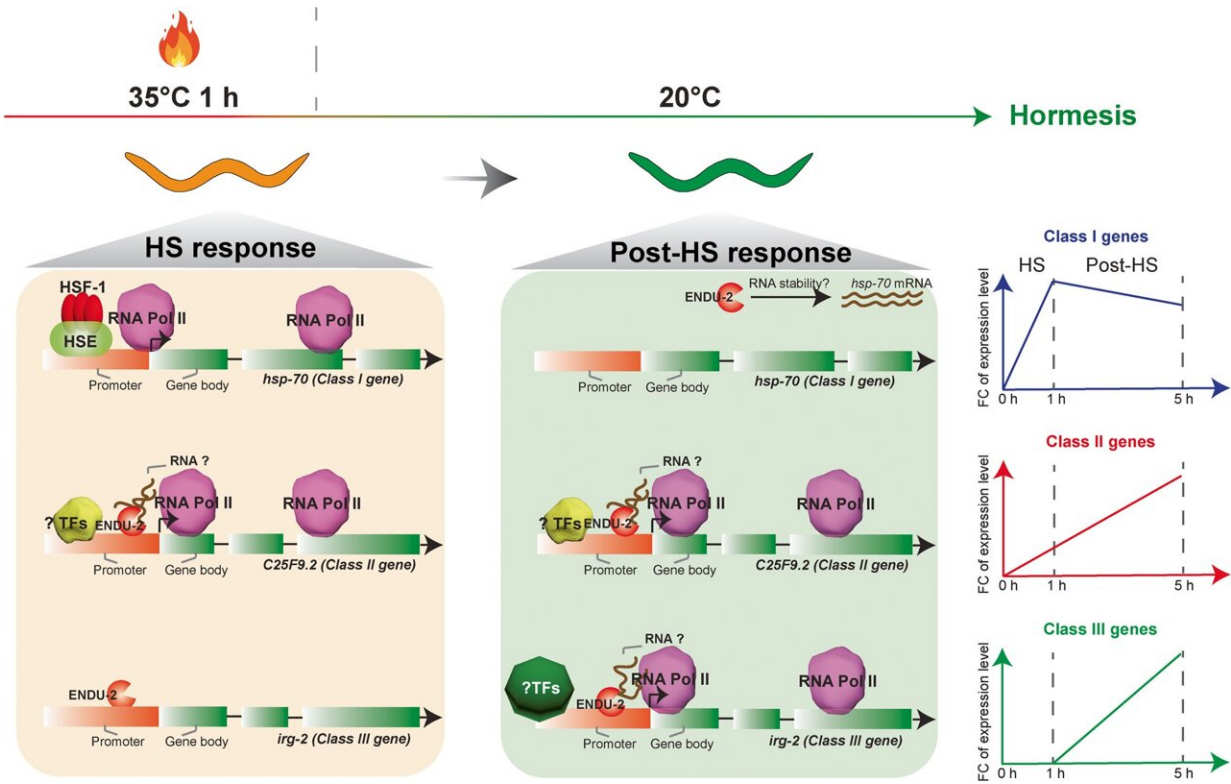 35°C 1 h
20°C
Hormesis
HS response
HSF-1
HSE
RNA Pol II
RNA Pol II
Promoter
Gene body
hsp-70 (Class I gene)
RNA ?
? TFs
ENDU-2
RNA Pol II
RNA Pol II
Promoter
Gene body
C25F9.2 (Class II gene)
ENDU-2
Promoter
Gene body
irg-2 (Class III gene)
Post-HS response
ENDU-2
RNA stability?
hsp-70 mRNA
Promoter
Gene body
hsp-70 (Class I gene)
RNA ?
? TFs
ENDU-2
RNA Pol II
RNA Pol II
Promoter
Gene body
C25F9.2 (Class II gene)
RNA ?
?TFs
ENDU-2
RNA Pol II
RNA Pol II
Promoter
Gene body
irg-2 (Class III gene)
Class I genes
HS
Post-HS
FC of expression level
0 h
1 h
5 h
Class II genes
FC of expression level
0 h
1 h
5 h
Class III genes
FC of expression level
0 h
1 h
5 h